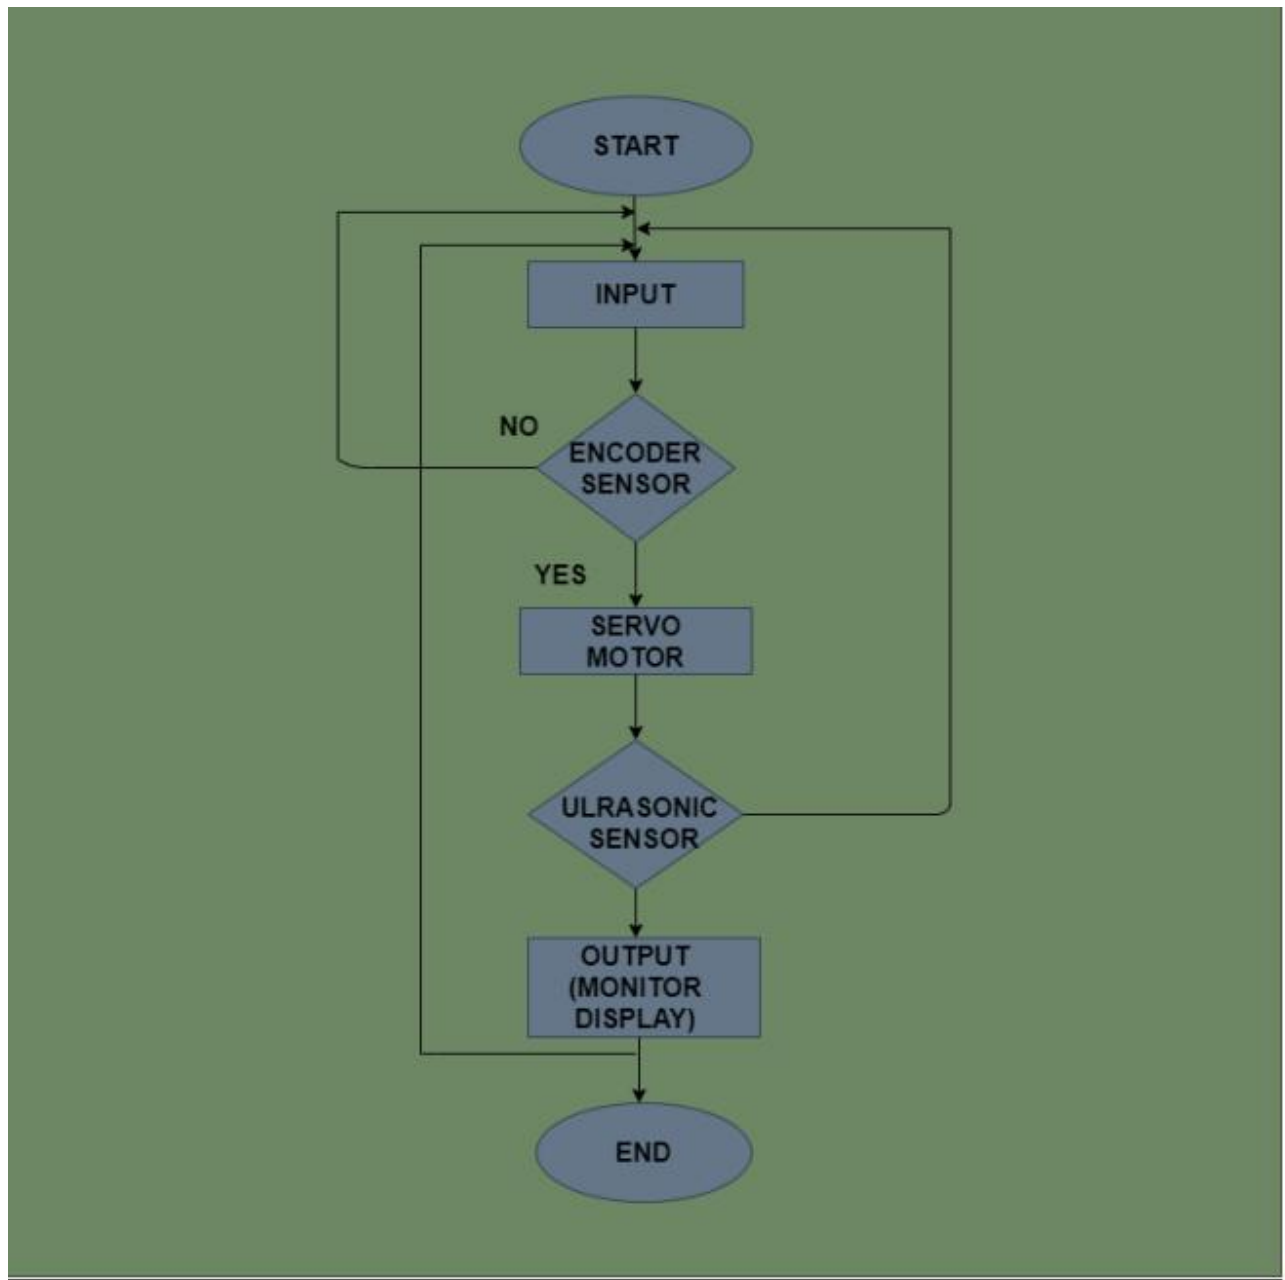 START
INPUT
NO
ENCODER
SENSOR
YES
SERVO
MOTOR
ULRASONIC
SENSOR
OUTPUT
(MONITOR
DISPLAY)
END